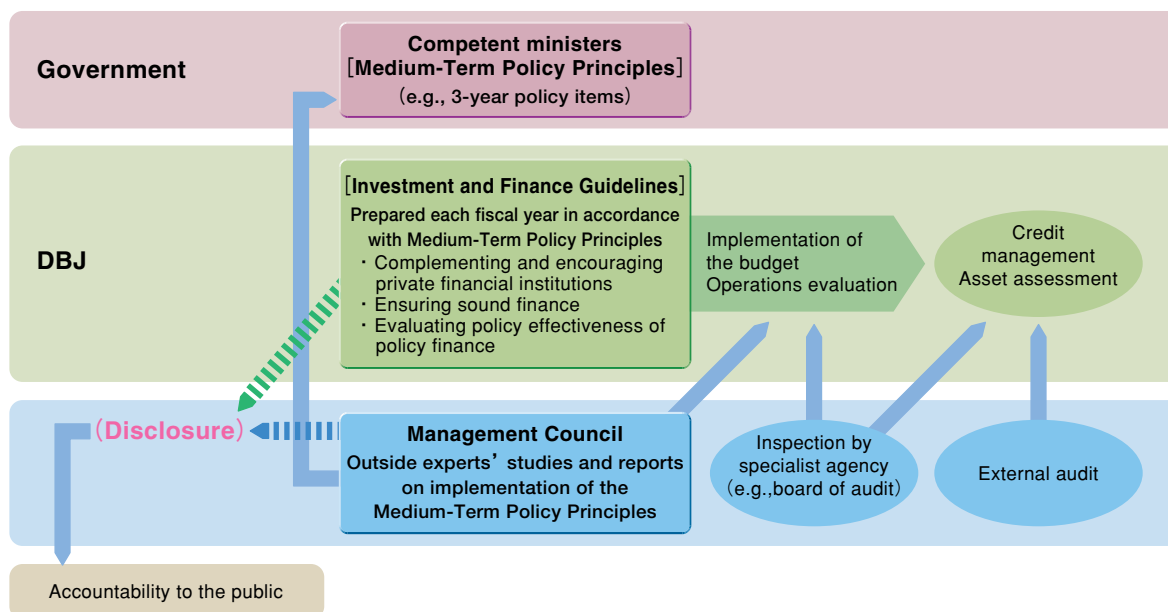 Government
Competent ministers
[Medium-Term Policy Principles]
(e.g., 3-year policy items)
DBJ
[Investment and Finance Guidelines]
Prepared each fiscal year in accordance
with Medium-Term Policy Principles
・Complementing and encouraging
private financial institutions
・Ensuring sound finance
・Evaluating policy effectiveness of
policy finance
Implementation of
the budget
Operations evaluation
Credit
management
Asset assessment
(Disclosure)
Management Council
Outside experts’ studies and reports
on implementation of the
Medium-Term Policy Principles
Inspection by
specialist agency
(e.g.,board of audit)
External audit
Accountability to the public